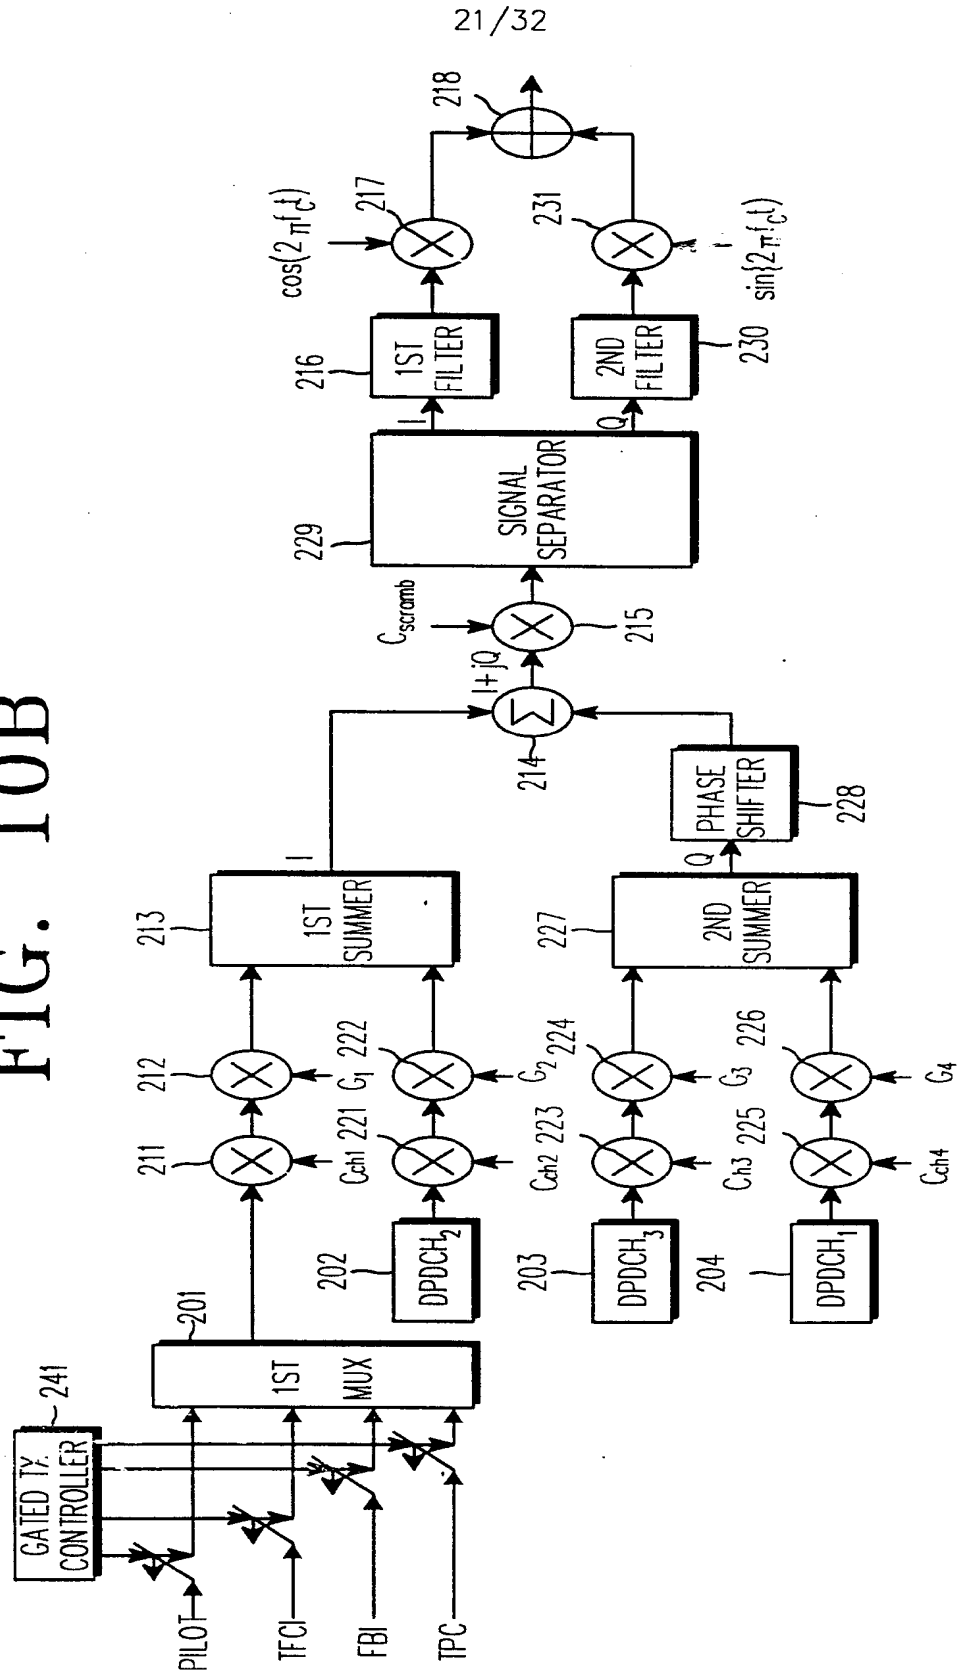 21/32
FIG. 10B
GATED TX
CONTROLLER
241
PILOT
TFCI
FBI
TPC
1ST
MUX
201
211
212
Cch1
G1
213
1ST
SUMMER
I
202
DPDCH2
221
222
Cch2
G2
203
DPDCH3
223
224
Cch3
G3
204
DPDCH1
225
226
Cch4
G4
227
2ND
SUMMER
Q
PHASE
SHIFTER
228
214
Σ
I+jQ
Cscramb
215
229
SIGNAL
SEPARATOR
I
Q
216
1ST
FILTER
2ND
FILTER
230
cos(2πfct)
217
231
sin{2πfct)
218